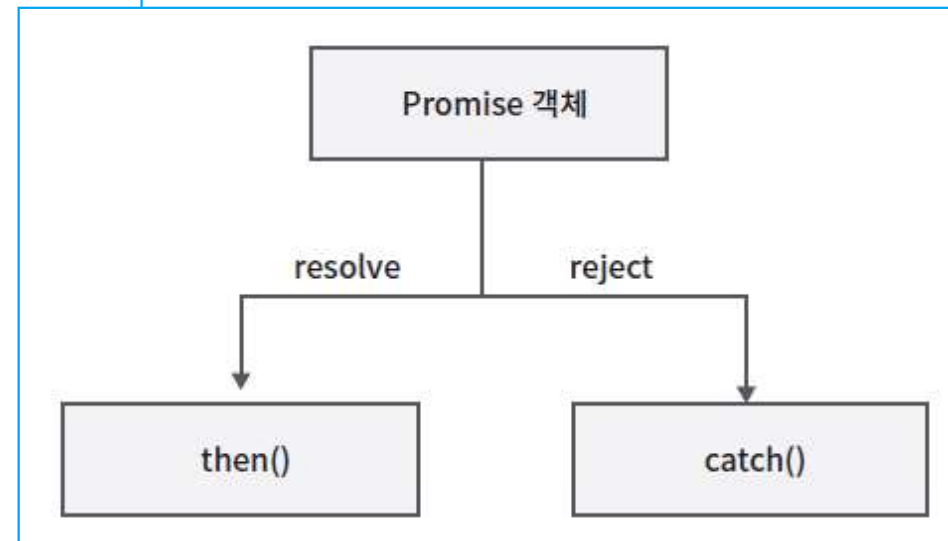 Promise 객체
resolve
reject
then()
catch()